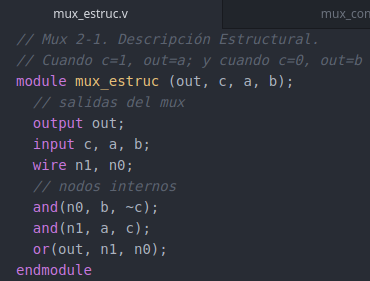 mux_estruc.v mux_con
// Mux 2-1. Descripción Estructural.
// Cuando c=1, out=a; y cuando c=0, out=b
module mux_estruc (out, c, a, b);
// salidas del mux
output out;
input c, a, b;
wire n1, n0;
// nodos internos
and(n0, b, ~c);
and(n1, a, c);
or(out, n1, n0);
endmodule